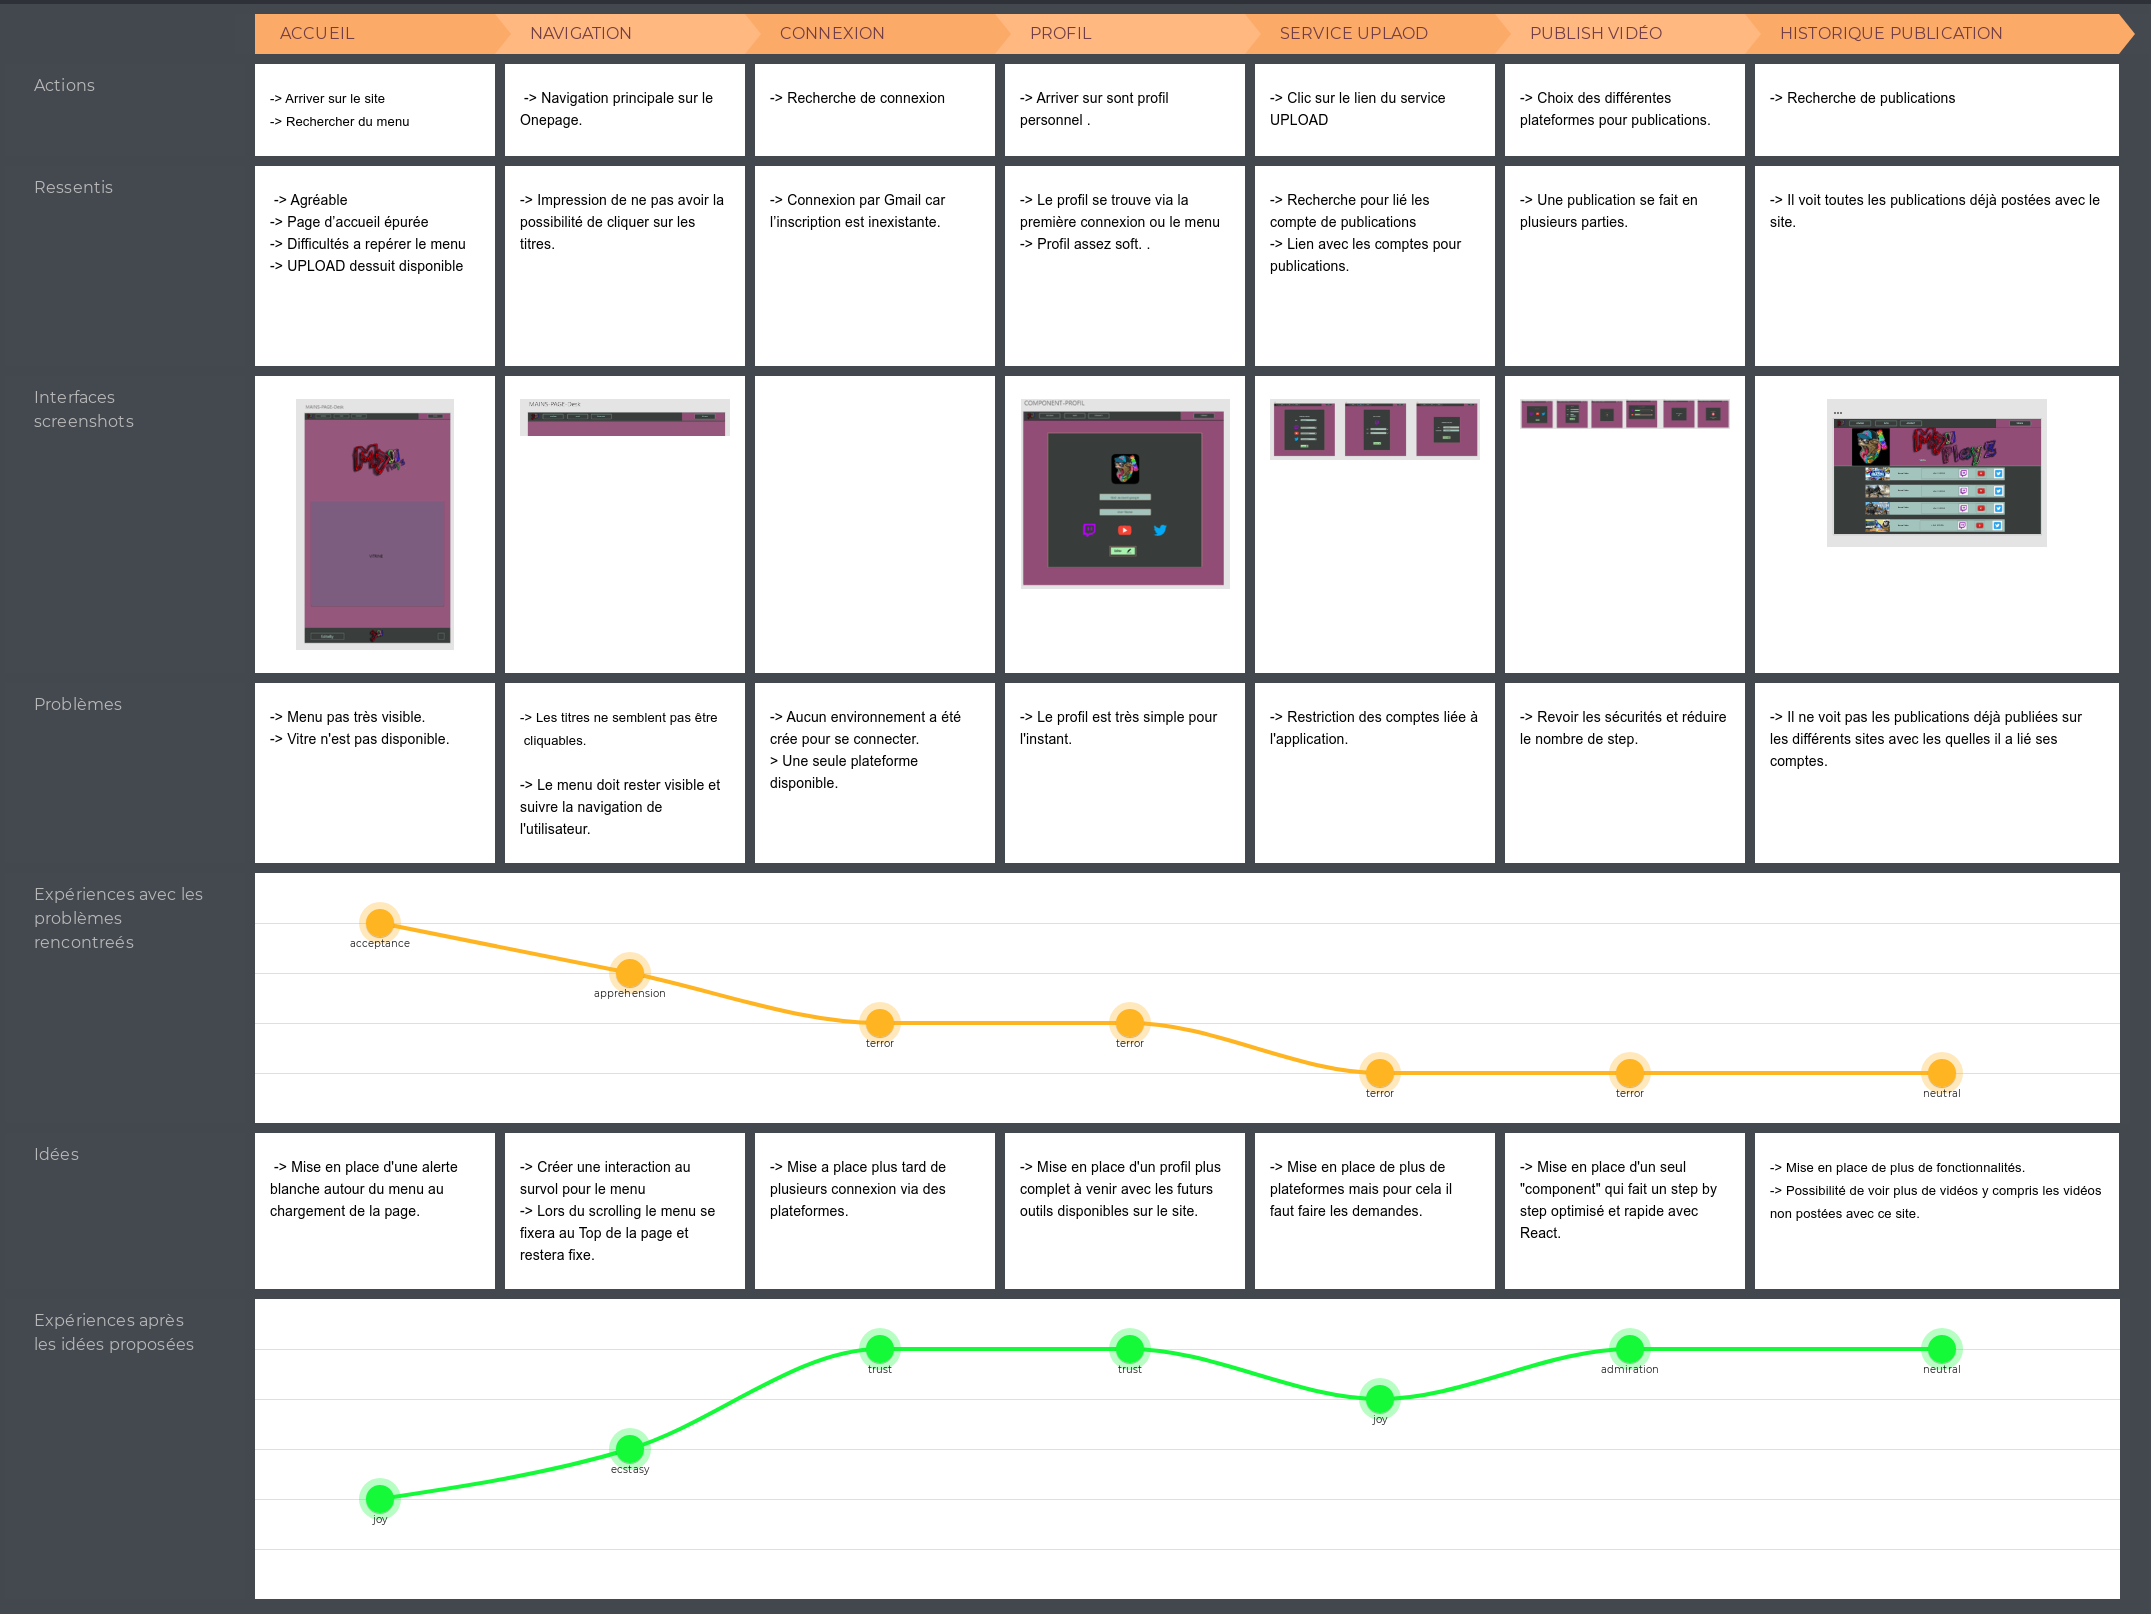 ACCUEIL
NAVIGATION
CONNEXION
PROFIL
SERVICE UPLAOD
PUBLISH VIDÉO
HISTORIQUE PUBLICATION
Actions
-> Arriver sur le site
-> Rechercher du menu
-> Navigation principale sur le
Onepage.
-> Recherche de connexion
-> Arriver sur sont profil
personnel .
-> Clic sur le lien du service
UPLOAD
-> Choix des différentes
plateformes pour publications.
-> Recherche de publications
Ressentis
-> Agréable
-> Page d'accueil épurée
-> Difficultés a repérer le menu
-> UPLOAD dessuit disponible
-> Impression de ne pas avoir la
possibilité de cliquer sur les
titres.
-> Connexion par Gmail car
l'inscription est inexistante.
-> Le profil se trouve via la
première connexion ou le menu
-> Profil assez soft. .
-> Recherche pour lié les
compte de publications
-> Lien avec les comptes pour
publications.
-> Une publication se fait en
plusieurs parties.
-> Il voit toutes les publications déjà postées avec le
site.
Interfaces
screenshots
MAINS-PAGE-Desk
MAINS-PAGE-Desk
COMPONENT-PROFIL
...
Problèmes
-> Menu pas très visible.
-> Vitre n'est pas disponible.
-> Les titres ne semblent pas être
cliquables.
-> Le menu doit rester visible et
suivre la navigation de
l'utilisateur.
-> Aucun environnement a été
crée pour se connecter.
> Une seule plateforme
disponible.
-> Le profil est très simple pour
l'instant.
-> Restriction des comptes liée à
l'application.
-> Revoir les sécurités et réduire
le nombre de step.
-> Il ne voit pas les publications déjà publiées sur
les différents sites avec les quelles il a lié ses
comptes.
Expériences avec les
problèmes
rencontreés
acceptance
apprehension
terror
terror
terror
terror
neutral
Idées
-> Mise en place d'une alerte
blanche autour du menu au
chargement de la page.
-> Créer une interaction au
survol pour le menu
-> Lors du scrolling le menu se
fixera au Top de la page et
restera fixe.
-> Mise a place plus tard de
plusieurs connexion via des
plateformes.
-> Mise en place d'un profil plus
complet à venir avec les futurs
outils disponibles sur le site.
-> Mise en place de plus de
plateformes mais pour cela il
faut faire les demandes.
-> Mise en place d'un seul
"component" qui fait un step by
step optimisé et rapide avec
React.
-> Mise en place de plus de fonctionnalités.
-> Possibilité de voir plus de vidéos y compris les vidéos
non postées avec ce site.
Expériences après
les idées proposées
joy
ecstasy
trust
trust
joy
admiration
neutral